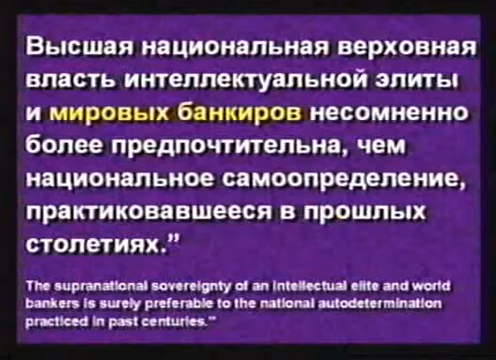 Высшая национальная верховная
власть интеллектуальной элиты
и мировых банкиров несомненно
более предпочтительна, чем
национальное самоопределение,
практиковавшееся в прошлых
столетиях.”
The supranational sovereignty of an intellectual elite and world
bankers is surely preferable to the national autodetermination
practiced in past centuries.”